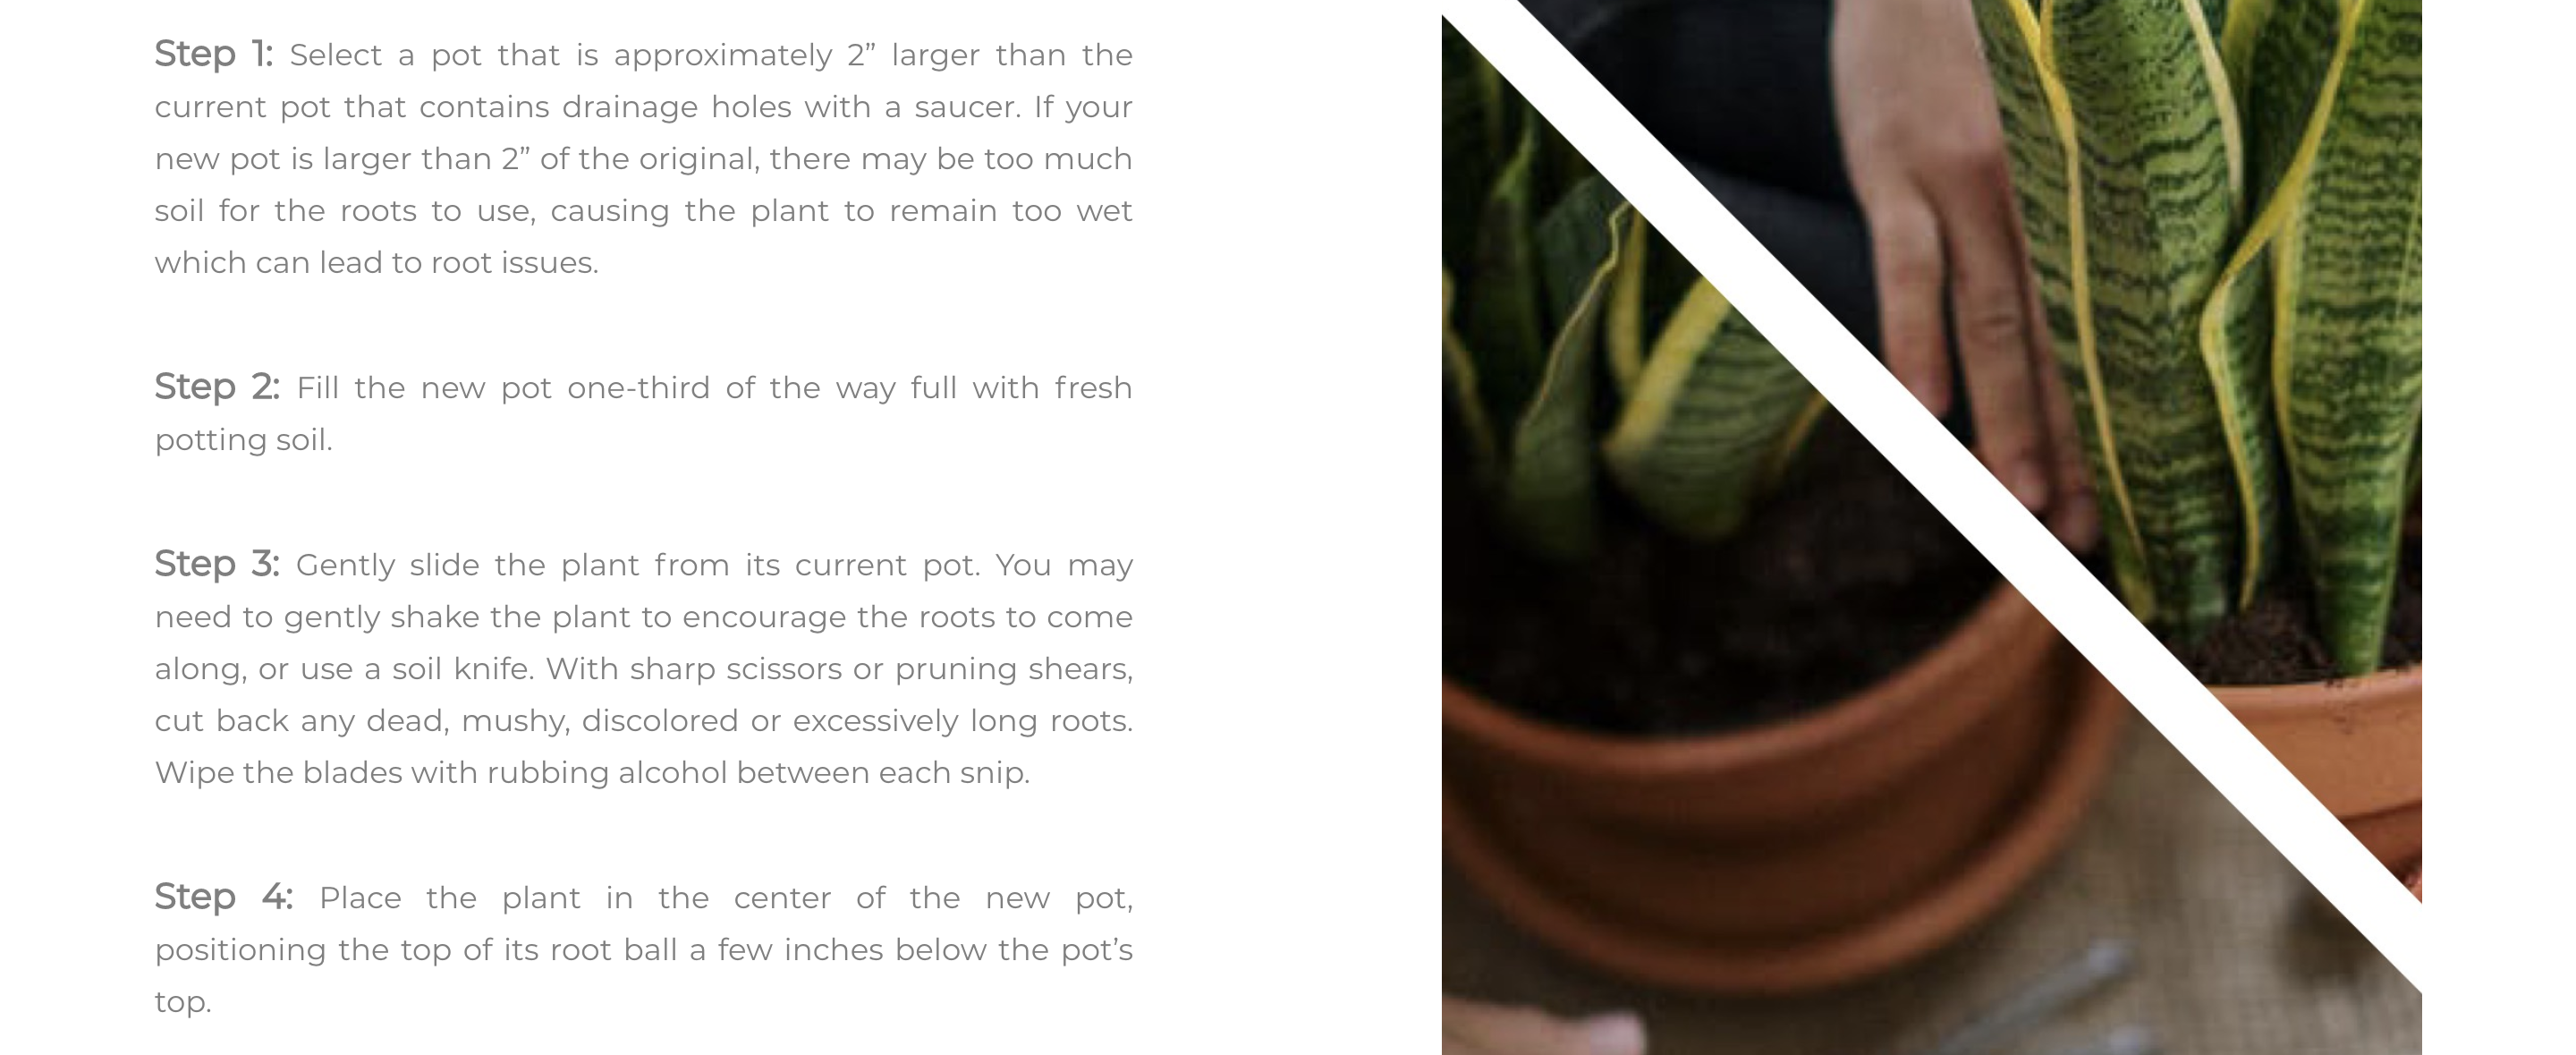 Step 1: Select a pot that is approximately 2” larger than the
current pot that contains drainage holes with a saucer. If your
new pot is larger than 2” of the original, there may be too much
soil for the roots to use, causing the plant to remain too wet
which can lead to root issues.
Step 2: Fill the new pot one-third of the way full with fresh
potting soil.
Step 3: Gently slide the plant from its current pot. You may
need to gently shake the plant to encourage the roots to come
along, or use a soil knife. With sharp scissors or pruning shears,
cut back any dead, mushy, discolored or excessively long roots.
Wipe the blades with rubbing alcohol between each snip.
Step 4: Place the plant in the center of the new pot,
positioning the top of its root ball a few inches below the pot’s
top.